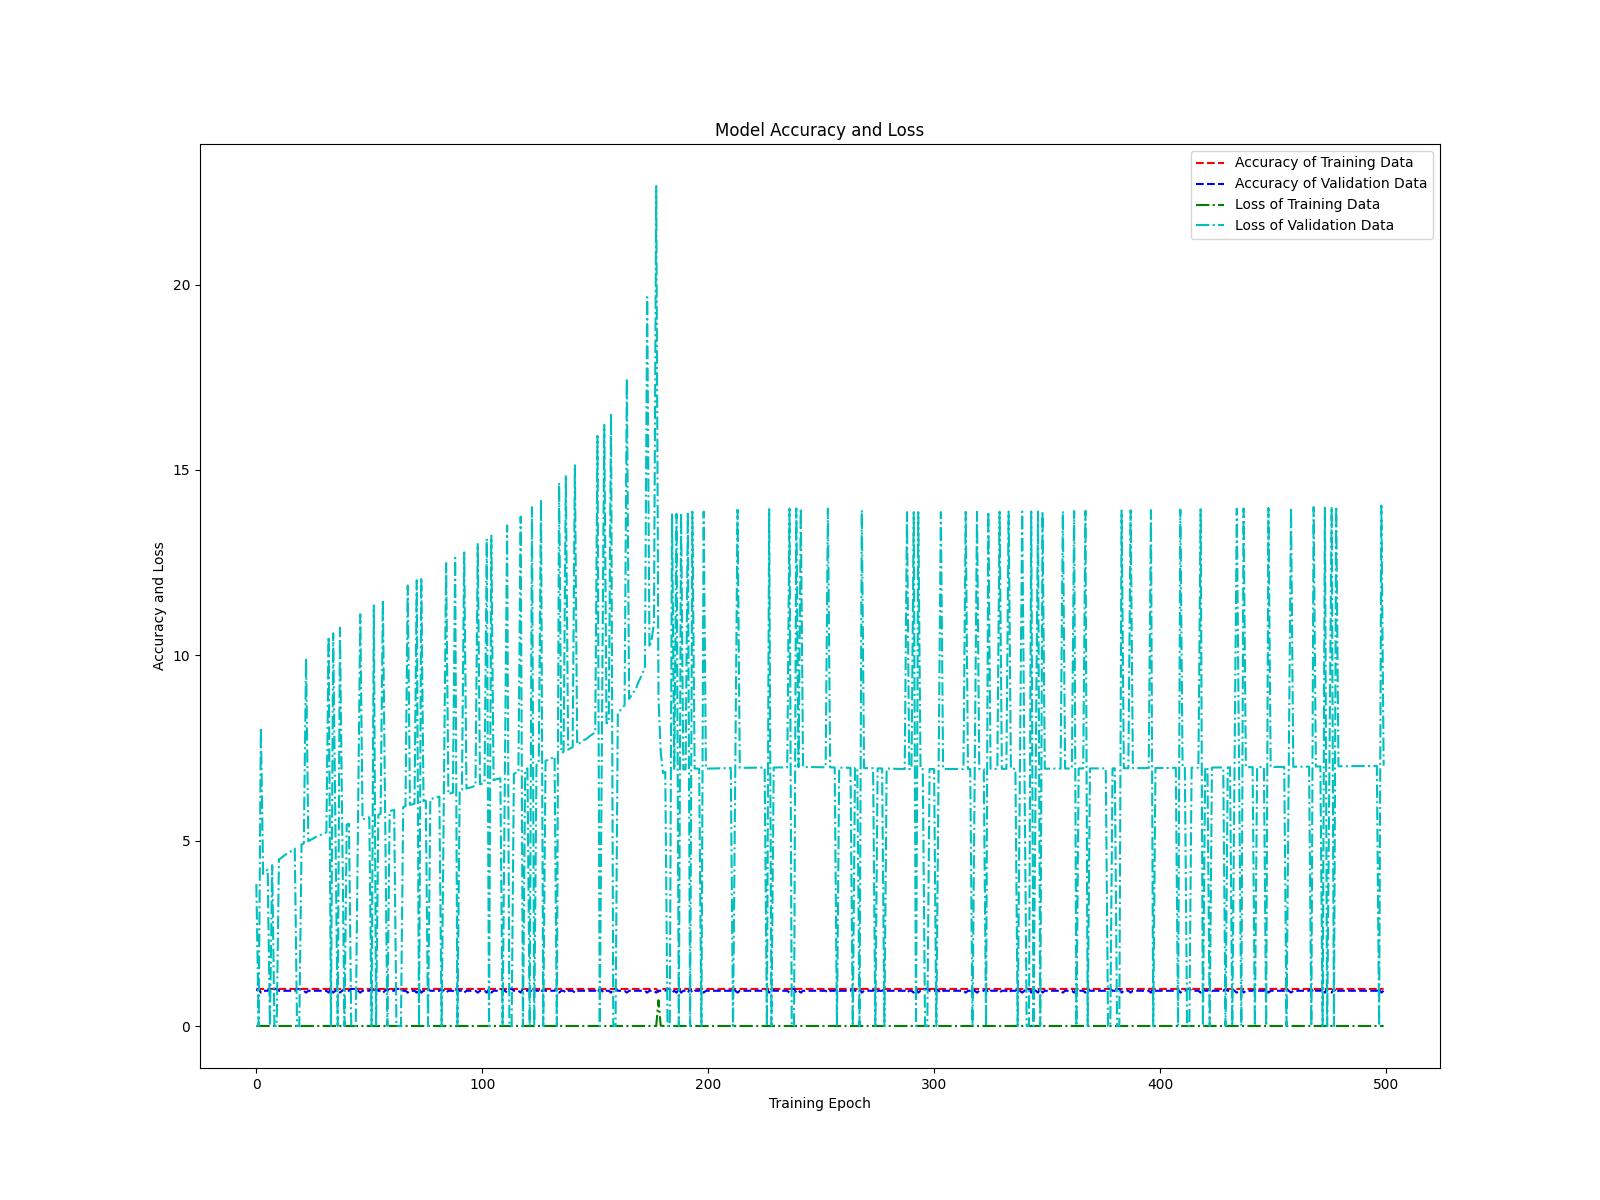 Model Accuracy and Loss
Accuracy of Training Data
Accuracy of Validation Data
Loss of Training Data
Loss of Validation Data
Accuracy and Loss
20
15
10
5
0
0 100 200 300 400 500
Training Epoch